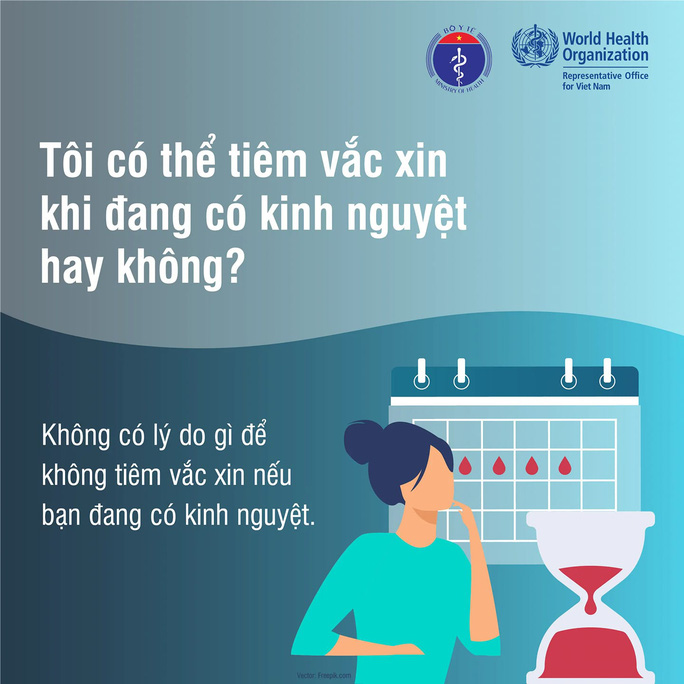 BỘ Y TẾ
MINISTRY OF HEALTH
World Health
Organization
Representative Office
for Viet Nam
Tôi có thể tiêm vắc xin
khi đang có kinh nguyệt
hay không?
Không có lý do gì để
không tiêm vắc xin nếu
bạn đang có kinh nguyệt.
Vector: Freepik.com